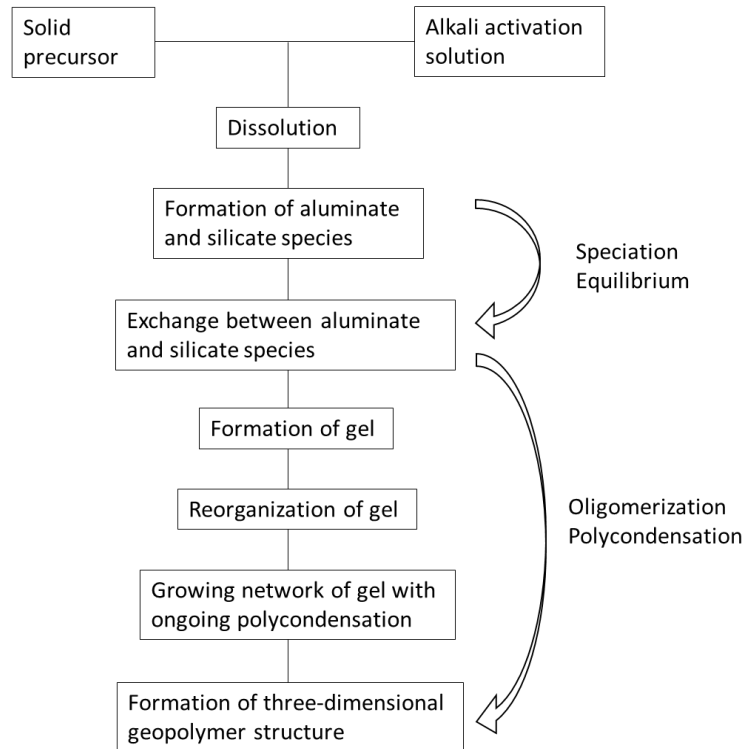 Solid
precursor
Alkali activation
solution
Dissolution
Formation of aluminate
and silicate species
Speciation
Equilibrium
Exchange between aluminate
and silicate species
Formation of gel
Reorganization of gel
Oligomerization
Polycondensation
Growing network of gel with
ongoing polycondensation
Formation of three-dimensional
geopolymer structure